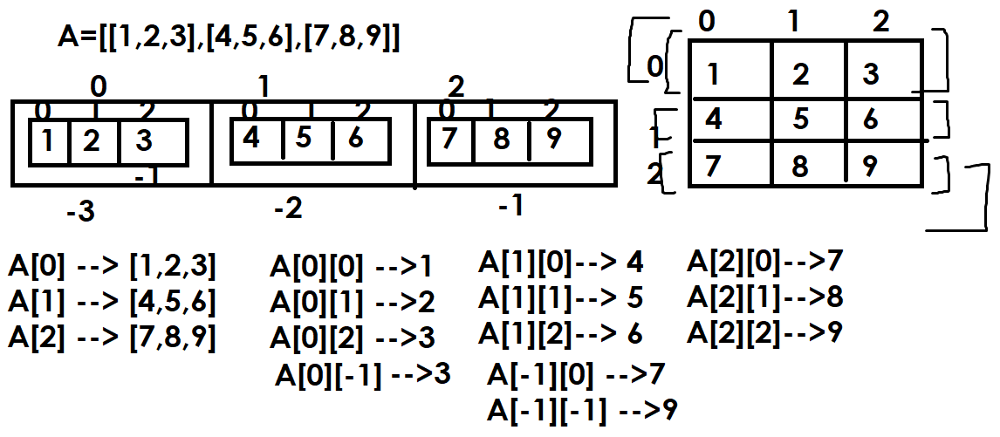 A=[[1,2,3],[4,5,6],[7,8,9]]
0 1 2
0 1 2 0 1 2 0 1 2
1 2 3 4 5 6 7 8 9
-1
-3 -2 -1
0 1 2
0 1 2 3
1 4 5 6
2 7 8 9
A[0] --> [1,2,3]
A[1] --> [4,5,6]
A[2] --> [7,8,9]
A[0][0] -->1
A[0][1] -->2
A[0][2] -->3
A[0][-1] -->3
A[1][0]--> 4
A[1][1]--> 5
A[1][2]--> 6
A[-1][0] -->7
A[-1][-1] -->9
A[2][0]-->7
A[2][1]-->8
A[2][2]-->9